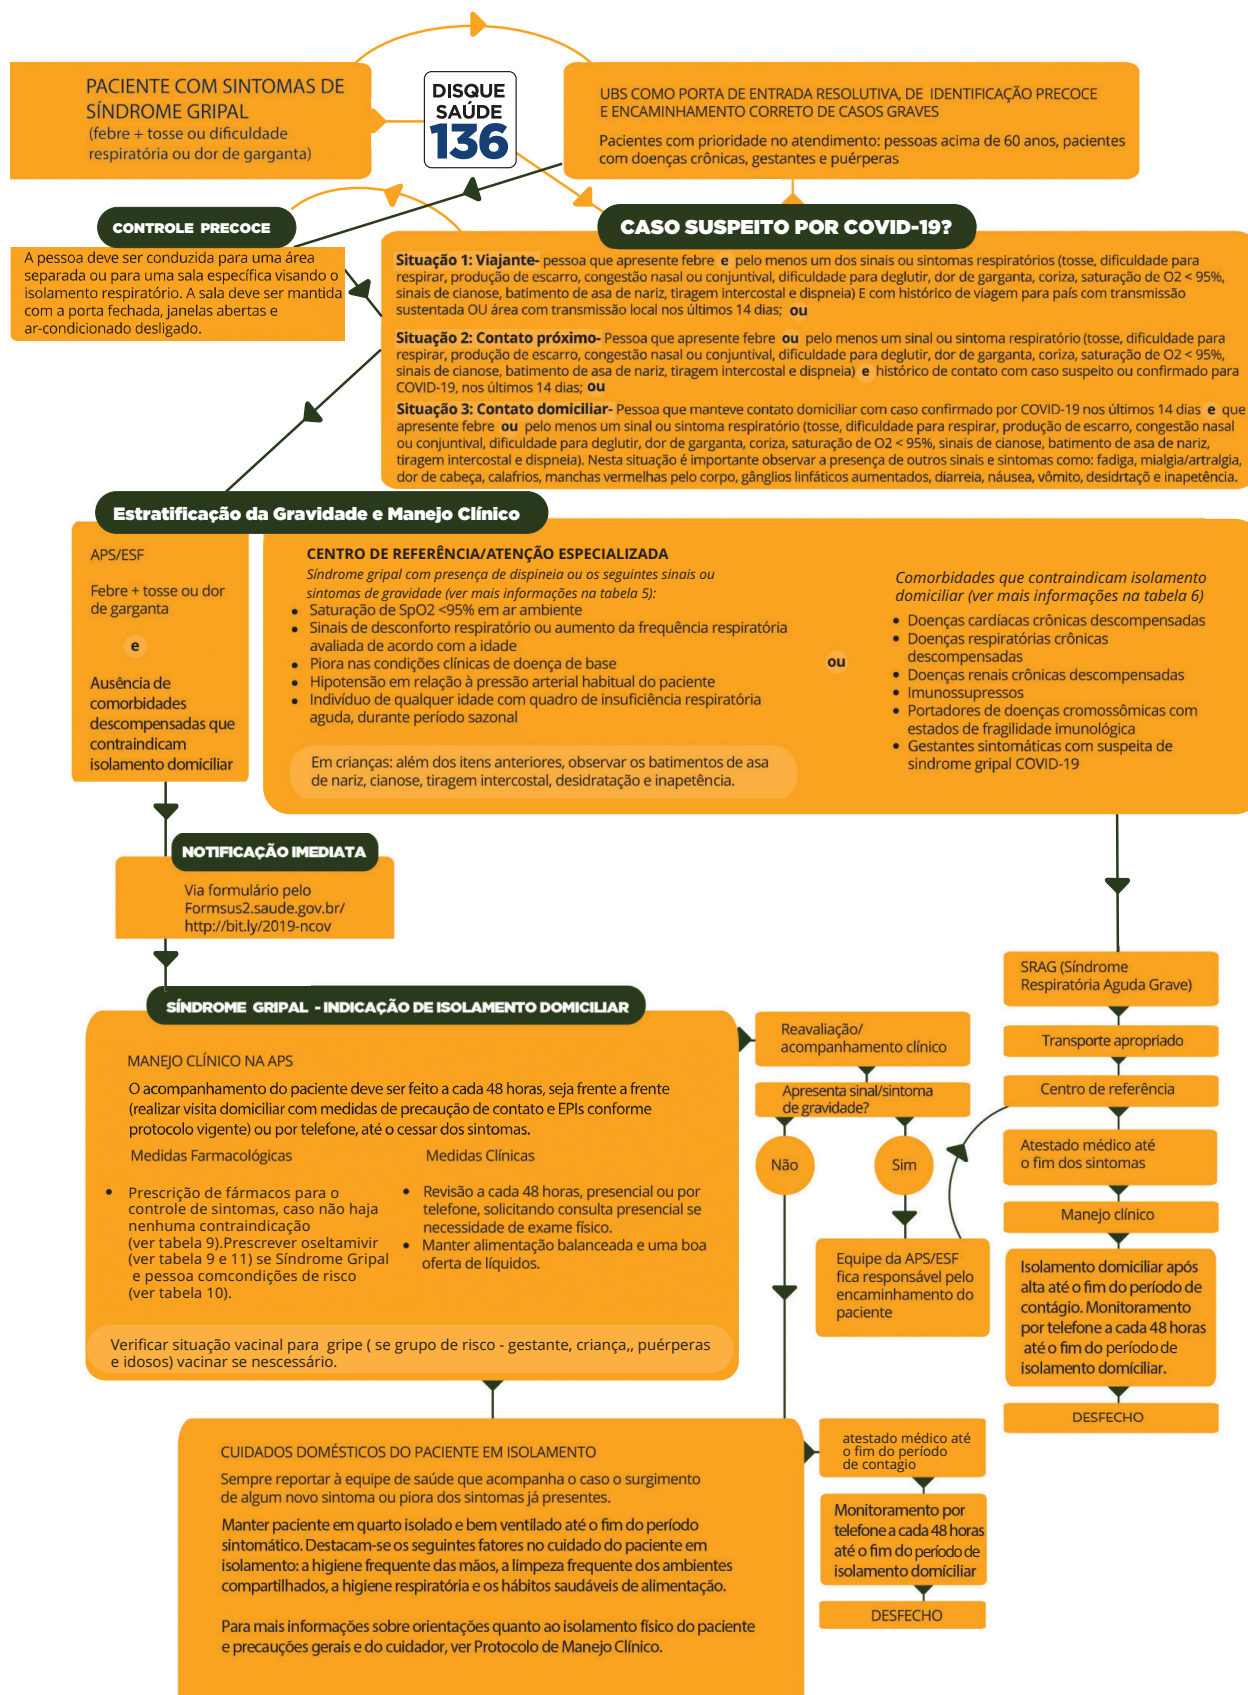 PACIENTE COM SINTOMAS DE
SÍNDROME GRIPAL
(febre + tosse ou dificuldade
respiratória ou dor de garganta)
DISQUE
SAÚDE
136
UBS COMO PORTA DE ENTRADA RESOLUTIVA, DE IDENTIFICAÇÃO PRECOCE
E ENCAMINHAMENTO CORRETO DE CASOS GRAVES
Pacientes com prioridade no atendimento: pessoas acima de 60 anos, pacientes
com doenças crônicas, gestantes e puérperas
CONTROLE PRECOCE
A pessoa deve ser conduzida para uma área
separada ou para uma sala específica visando o
isolamento respiratório. A sala deve ser mantida
com a porta fechada, janelas abertas e
ar-condicionado desligado.
CASO SUSPEITO POR COVID-19?
Situação 1: Viajante- pessoa que apresente febre e pelo menos um dos sinais ou sintomas respiratórios (tosse, dificuldade para
respirar, produção de escarro, congestão nasal ou conjuntival, dificuldade para deglutir, dor de garganta, coriza, saturação de O2 < 95%,
sinais de cianose, batimento de asa de nariz, tiragem intercostal e dispneia) E com histórico de viagem para país com transmissão
sustentada OU área com transmissão local nos últimos 14 dias; ou
Situação 2: Contato próximo- Pessoa que apresente febre ou pelo menos um sinal ou sintoma respiratório (tosse, dificuldade para
respirar, produção de escarro, congestão nasal ou conjuntival, dificuldade para deglutir, dor de garganta, coriza, saturação de O2 < 95%,
sinais de cianose, batimento de asa de nariz, tiragem intercostal e dispneia) e histórico de contato com caso suspeito ou confirmado para
COVID-19, nos últimos 14 dias; ou
Situação 3: Contato domiciliar- Pessoa que manteve contato domiciliar com caso confirmado por COVID-19 nos últimos 14 dias e que
apresente febre ou pelo menos um sinal ou sintoma respiratório (tosse, dificuldade para respirar, produção de escarro, congestão nasal
ou conjuntival, dificuldade para deglutir, dor de garganta, coriza, saturação de O2 < 95%, sinais de cianose, batimento de asa de nariz,
tiragem intercostal e dispneia). Nesta situação é importante observar a presença de outros sinais e sintomas como: fadiga, mialgia/artralgia,
dor de cabeça, calafrios, manchas vermelhas pelo corpo, gânglios linfáticos aumentados, diarreia, náusea, vômito, desidrtaçõ e inapetência.
Estratificação da Gravidade e Manejo Clínico
APS/ESF
Febre + tosse ou dor
de garganta
e
Ausência de
comorbidades
descompensadas que
contraindicam
isolamento domiciliar
CENTRO DE REFERÊNCIA/ATENÇÃO ESPECIALIZADA
Síndrome gripal com presença de dispineia ou os seguintes sinais ou
sintomas de gravidade (ver mais informações na tabela 5):
• Saturação de SpO2 <95% em ar ambiente
• Sinais de desconforto respiratório ou aumento da frequência respiratória
avaliada de acordo com a idade
• Piora nas condições clínicas de doença de base
• Hipotensão em relação à pressão arterial habitual do paciente
• Indivíduo de qualquer idade com quadro de insuficiência respiratória
aguda, durante período sazonal
Em crianças: além dos itens anteriores, observar os batimentos de asa
de nariz, cianose, tiragem intercostal, desidratação e inapetência.
ou
Comorbidades que contraindicam isolamento
domiciliar (ver mais informações na tabela 6)
• Doenças cardíacas crônicas descompensadas
• Doenças respiratórias crônicas
descompensadas
• Doenças renais crônicas descompensadas
• Imunossupressos
• Portadores de doenças cromossômicas com
estados de fragilidade imunológica
• Gestantes sintomáticas com suspeita de
sindrome gripal COVID-19
NOTIFICAÇÃO IMEDIATA
Via formulário pelo
Formsus2.saude.gov.br/
http://bit.ly/2019-ncov
SÍNDROME GRIPAL - INDICAÇÃO DE ISOLAMENTO DOMICILIAR
MANEJO CLÍNICO NA APS
O acompanhamento do paciente deve ser feito a cada 48 horas, seja frente a frente
(realizar visita domiciliar com medidas de precaução de contato e EPIs conforme
protocolo vigente) ou por telefone, até o cessar dos sintomas.
Medidas Farmacológicas
• Prescrição de fármacos para o
controle de sintomas, caso não haja
nenhuma contraindicação
(ver tabela 9).Prescrever oseltamivir
(ver tabela 9 e 11) se Síndrome Gripal
e pessoa comcondições de risco
(ver tabela 10).
Medidas Clínicas
• Revisão a cada 48 horas, presencial ou por
telefone, solicitando consulta presencial se
necessidade de exame físico.
• Manter alimentação balanceada e uma boa
oferta de líquidos.
Verificar situação vacinal para gripe ( se grupo de risco - gestante, criança,, puérperas
e idosos) vacinar se nescessário.
Reavaliação/
acompanhamento clínico
Apresenta sinal/sintoma
de gravidade?
Não
Sim
Equipe da APS/ESF
fica responsável pelo
encaminhamento do
paciente
SRAG (Síndrome
Respiratória Aguda Grave)
Transporte apropriado
Centro de referência
Atestado médico até
o fim dos sintomas
Manejo clínico
Isolamento domiciliar após
alta até o fim do período de
contágio. Monitoramento
por telefone a cada 48 horas
até o fim do período de
isolamento domíciliar.
DESFECHO
CUIDADOS DOMÉSTICOS DO PACIENTE EM ISOLAMENTO
Sempre reportar à equipe de saúde que acompanha o caso o surgimento
de algum novo sintoma ou piora dos sintomas já presentes.
Manter paciente em quarto isolado e bem ventilado até o fim do período
sintomático. Destacam-se os seguintes fatores no cuidado do paciente em
isolamento: a higiene frequente das mãos, a limpeza frequente dos ambientes
compartilhados, a higiene respiratória e os hábitos saudáveis de alimentação.
Para mais informações sobre orientações quanto ao isolamento físico do paciente
e precauções gerais e do cuidador, ver Protocolo de Manejo Clínico.
atestado médico até
o fim do período
de contagio
Monitoramento por
telefone a cada 48 horas
até o fim do período de
isolamento domíciliar
DESFECHO